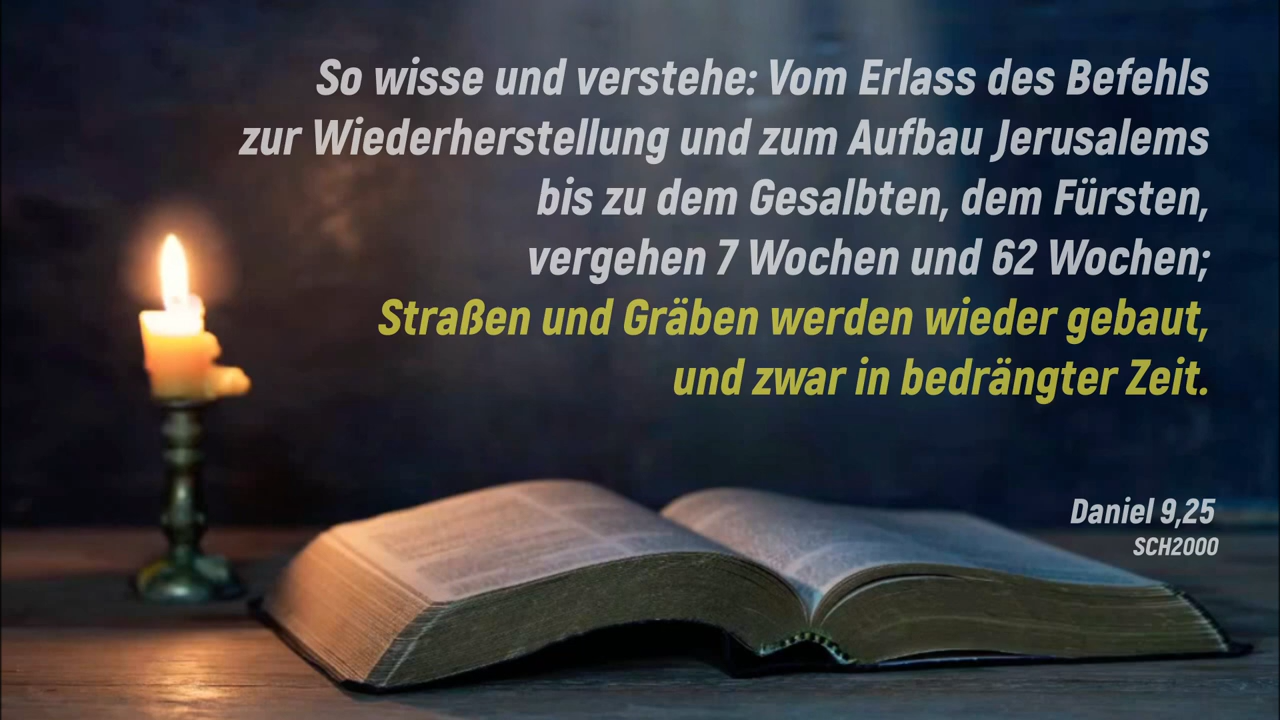 So wisse und verstehe: Vom Erlass des Befehls
zur Wiederherstellung und zum Aufbau Jerusalems
bis zu dem Gesalbten, dem Fürsten,
vergehen 7 Wochen und 62 Wochen;
Straßen und Gräben werden wieder gebaut,
und zwar in bedrängter Zeit.
Daniel 9,25
SCH2000